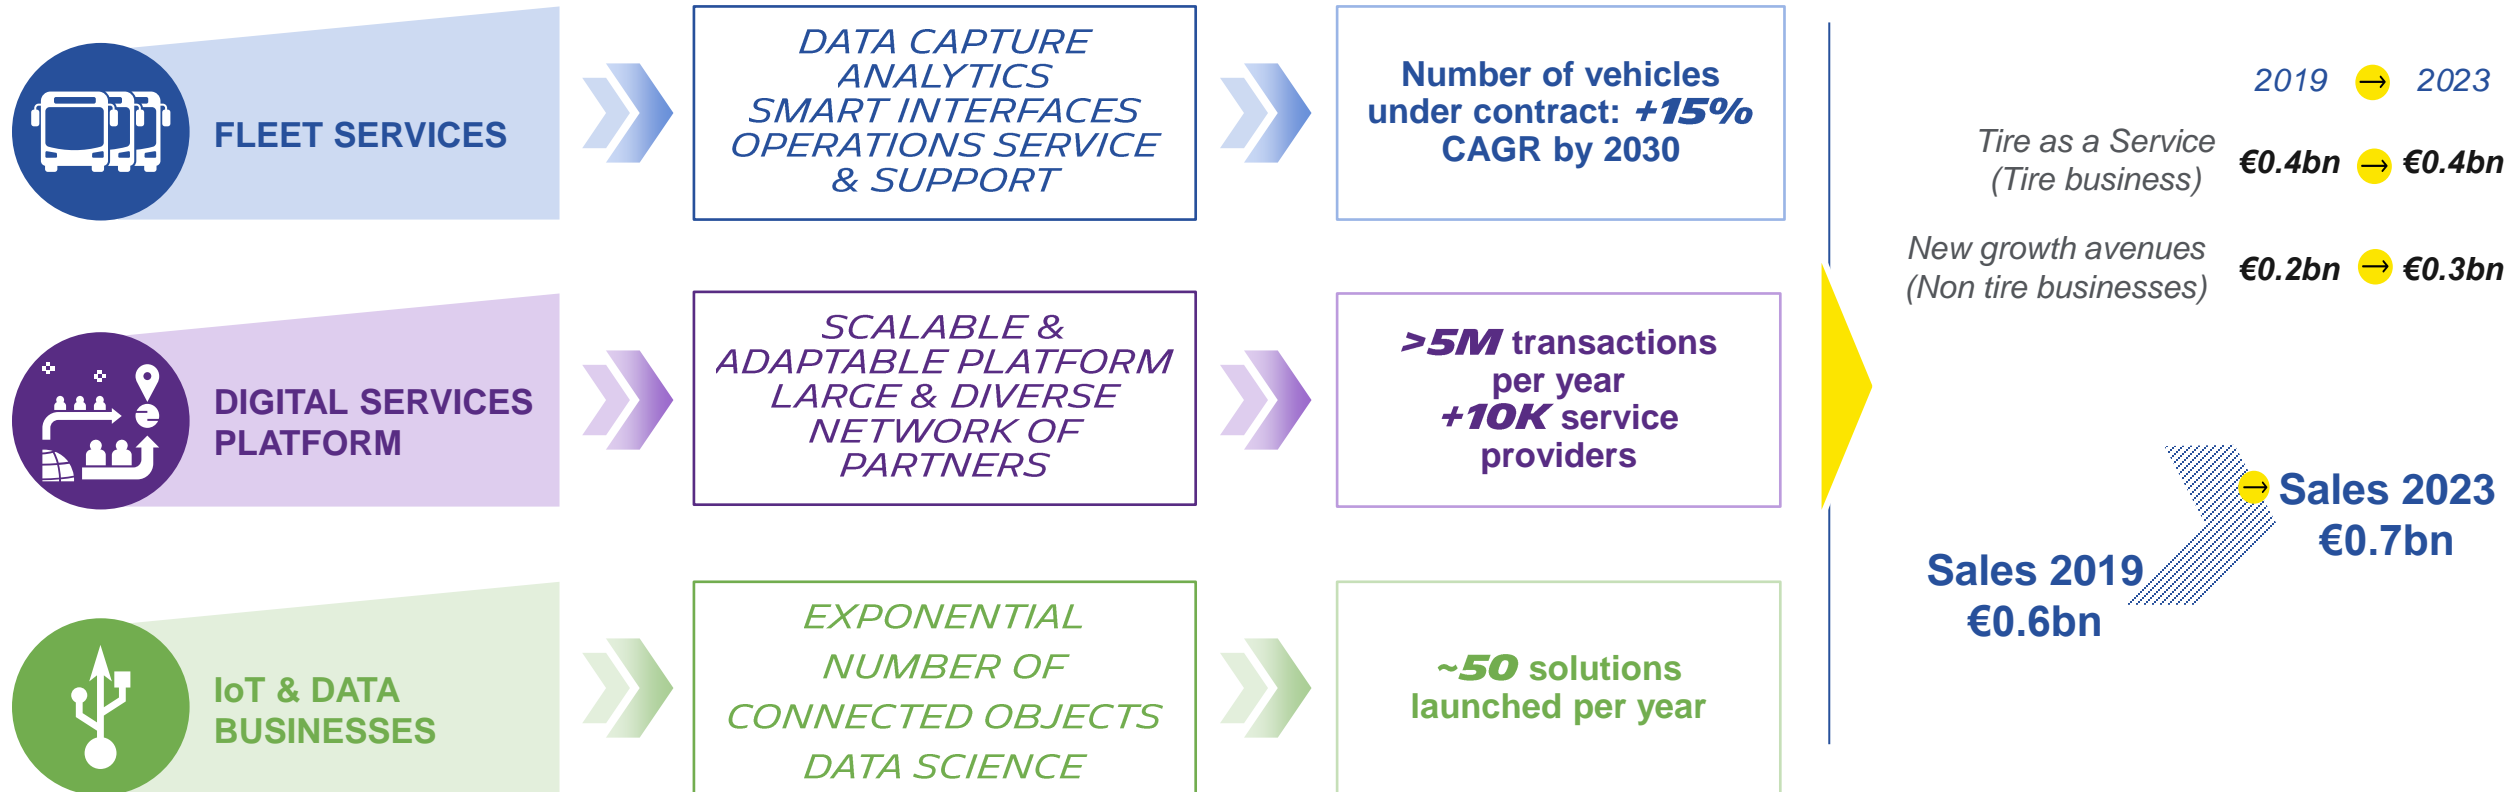 FLEET SERVICES
DATA CAPTURE
ANALYTICS
SMART INTERFACES
OPERATIONS SERVICE
& SUPPORT
Number of vehicles
under contract: +15%
CAGR by 2030
DIGITAL SERVICES
PLATFORM
SCALABLE &
ADAPTABLE PLATFORM
LARGE & DIVERSE
NETWORK OF
PARTNERS
>5M transactions
per year
+10K service
providers
IoT & DATA
BUSINESSES
EXPONENTIAL
NUMBER OF
CONNECTED OBJECTS
DATA SCIENCE
~50 solutions
launched per year
2019 → 2023
Tire as a Service
(Tire business)
€0.4bn → €0.4bn
New growth avenues
(Non tire businesses)
€0.2bn → €0.3bn
Sales 2019
€0.6bn
→ Sales 2023
€0.7bn